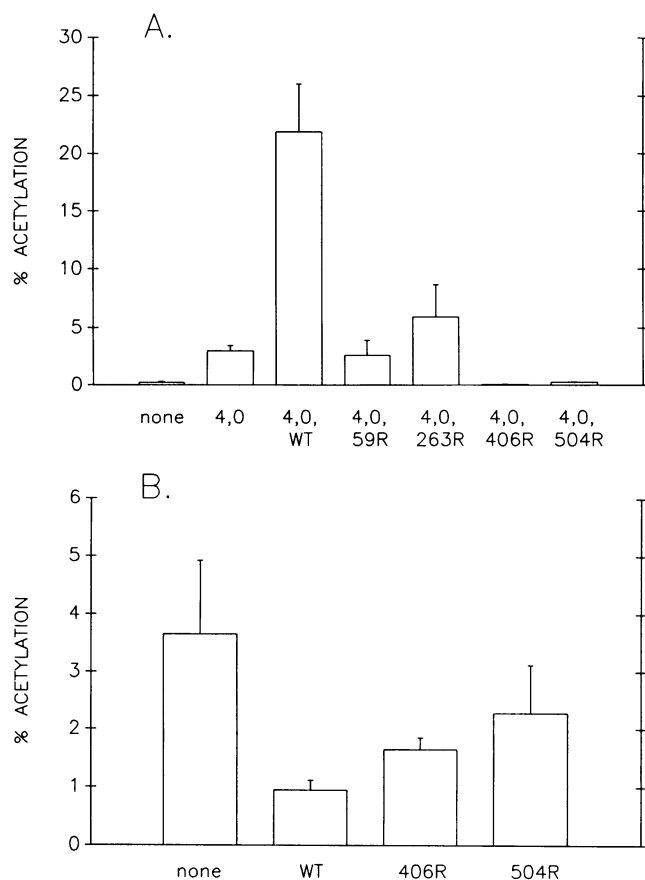 A.
30
25
20
15
10
5
0
% ACETYLATION
none 4,0 4,0, 4,0, 4,0, 4,0, 4,0,
WT 59R 263R 406R 504R
B.
6
5
4
3
2
1
0
% ACETYLATION
none WT 406R 504R